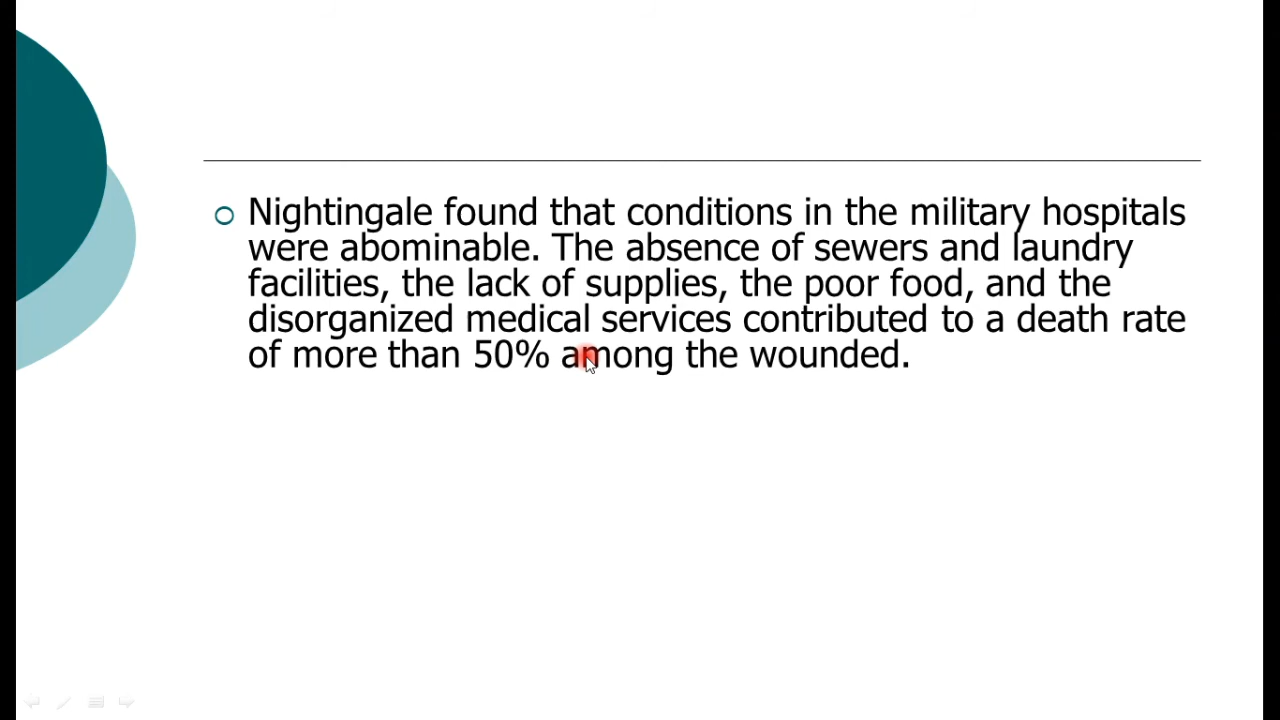 Nightingale found that conditions in the military hospitals
were abominable. The absence of sewers and laundry
facilities, the lack of supplies, the poor food, and the
disorganized medical services contributed to a death rate
of more than 50% among the wounded.